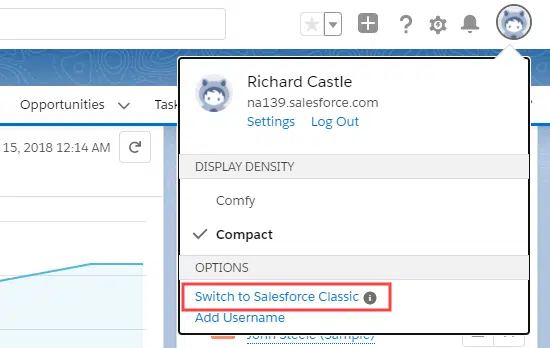 Richard Castle
na139.salesforce.com
Settings Log Out
Opportunities Task
15, 2018 12:14 AM
DISPLAY DENSITY
Comfy
Compact
OPTIONS
Switch to Salesforce Classic
Add Username
John Steele (Sample)